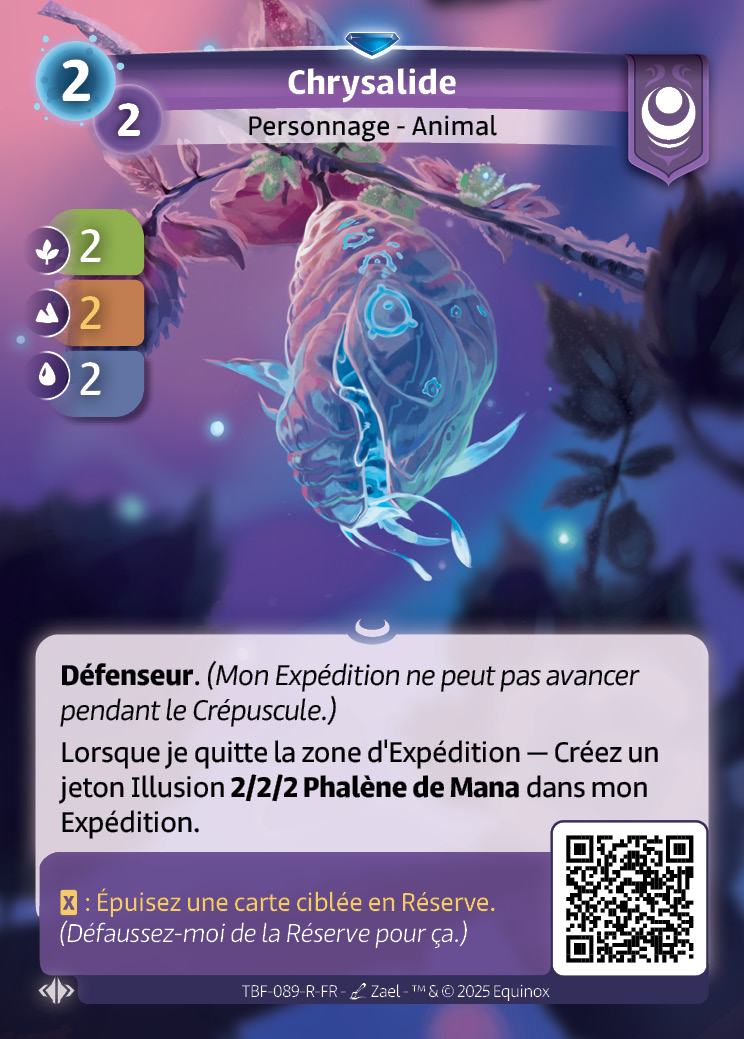 2
Chrysalide
2
Personnage - Animal
2
2
2
Défenseur. (Mon Expédition ne peut pas avancer
pendant le Crépuscule.)
Lorsque je quitte la zone d'Expédition — Créez un
jeton Illusion 2/2/2 Phalène de Mana dans mon
Expédition.
X : Épuisez une carte ciblée en Réserve.
(Défaussez-moi de la Réserve pour ça.)
TBF-089-R-FR - Zael - ™ & © 2025 Equinox